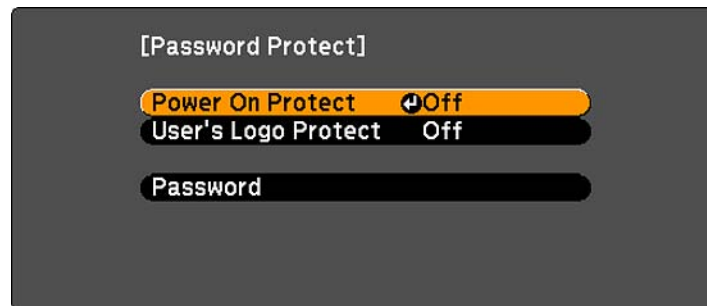 [Password Protect]
Power On Protect Off
User's Logo Protect Off
Password